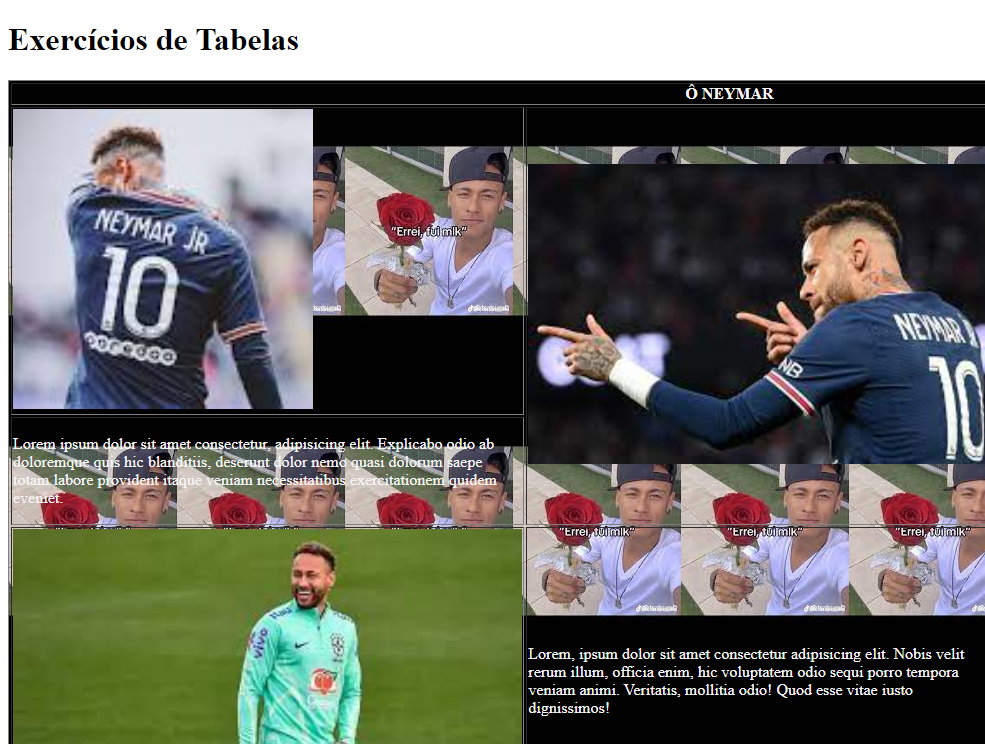 Exercícios de Tabelas
Ô NEYMAR
NEYMAR JR
10
ooredoo
"Errei, fui mlk"
NEYMAR J
10
NB
Lorem ipsum dolor sit amet consectetur, adipisicing elit. Explicabo odio ab
doloremque quis hic blanditiis, deserunt dolor nemo quasi dolorum saepe
totam labore provident itaque veniam necessitatibus exercitationem quidem
eveniet.
"Errei, fui mlk"
"Errei, fui mlk"
"Errei, fui mlk"
vivo
Lorem, ipsum dolor sit amet consectetur adipisicing elit. Nobis velit
rerum illum, officia enim, hic voluptatem odio sequi porro tempora
veniam animi. Veritatis, mollitia odio! Quod esse vitae iusto
dignissimos!